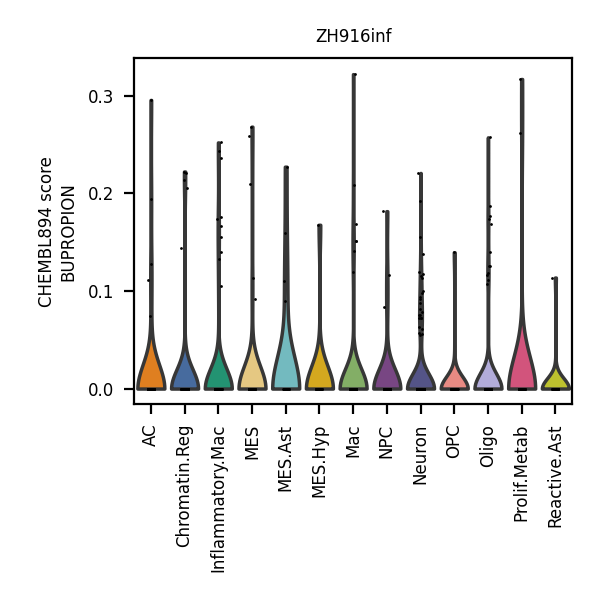 ZH916inf
CHEMBL894 score
BUPROPION
0.3
0.2
0.1
0.0
AC
Chromatin.Reg
Inflammatory.Mac
MES
MES.Ast
MES.Hyp
Mac
NPC
Neuron
OPC
Oligo
Prolif.Metab
Reactive.Ast